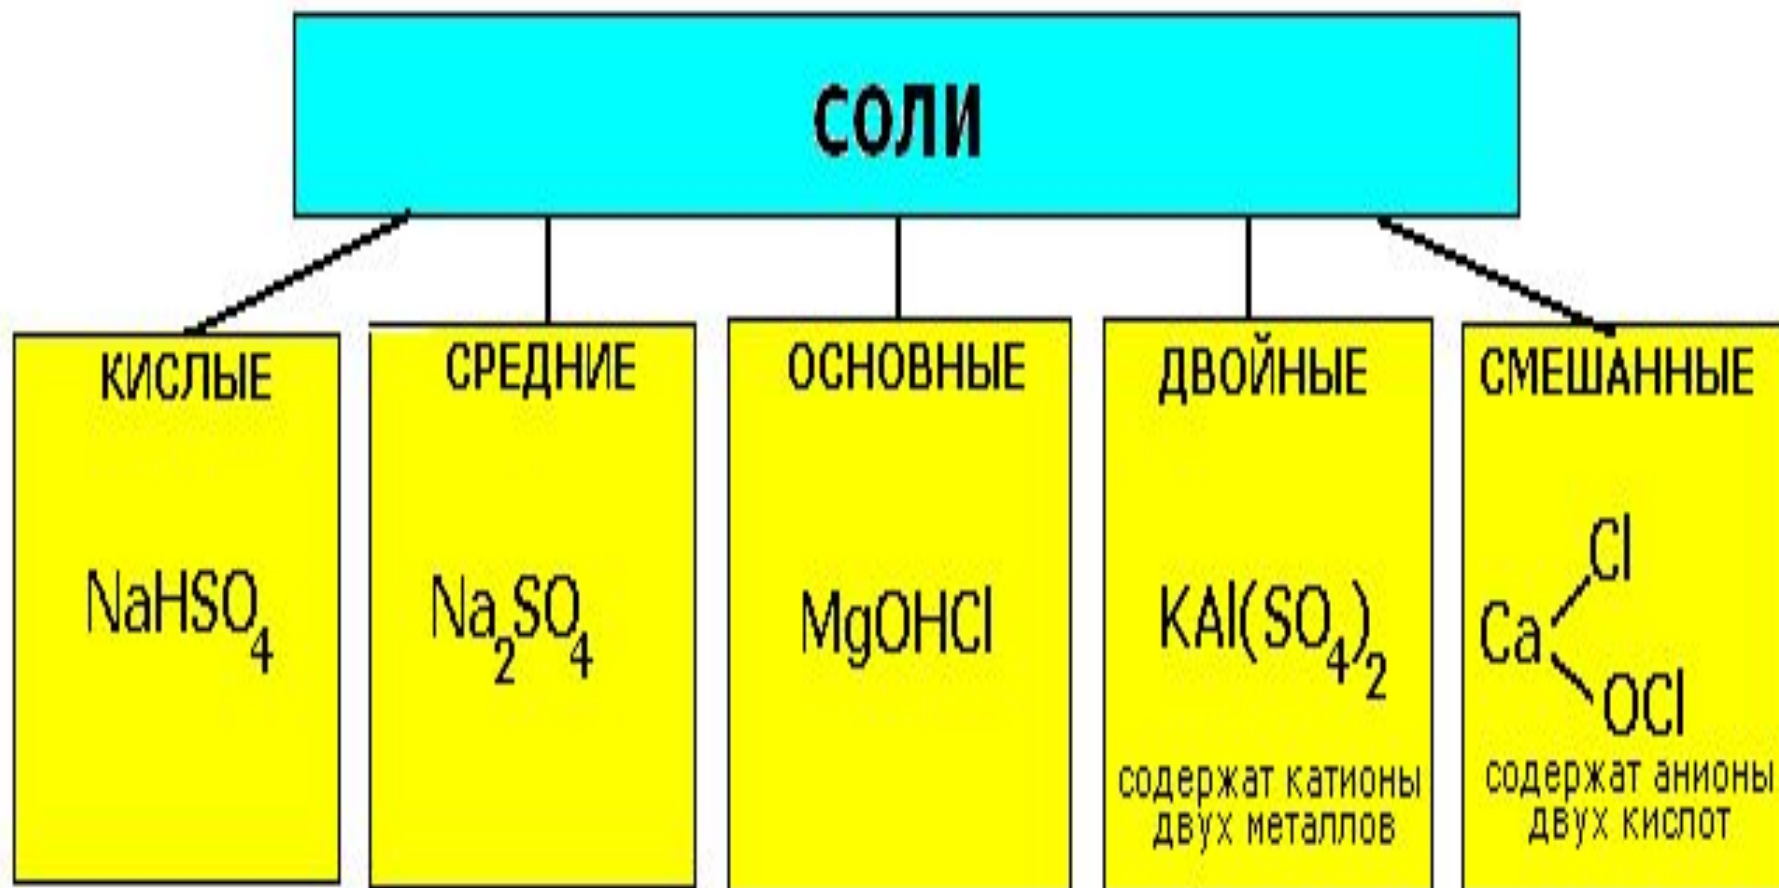 СОЛИ
КИСЛЫЕ
NaHSO₄
СРЕДНИЕ
Na₂SO₄
ОСНОВНЫЕ
MgOHCl
ДВОЙНЫЕ
KAl(SO₄)₂
содержат катионы
двух металлов
СМЕШАННЫЕ
Cl
Ca
OCl
содержат анионы
двух кислот